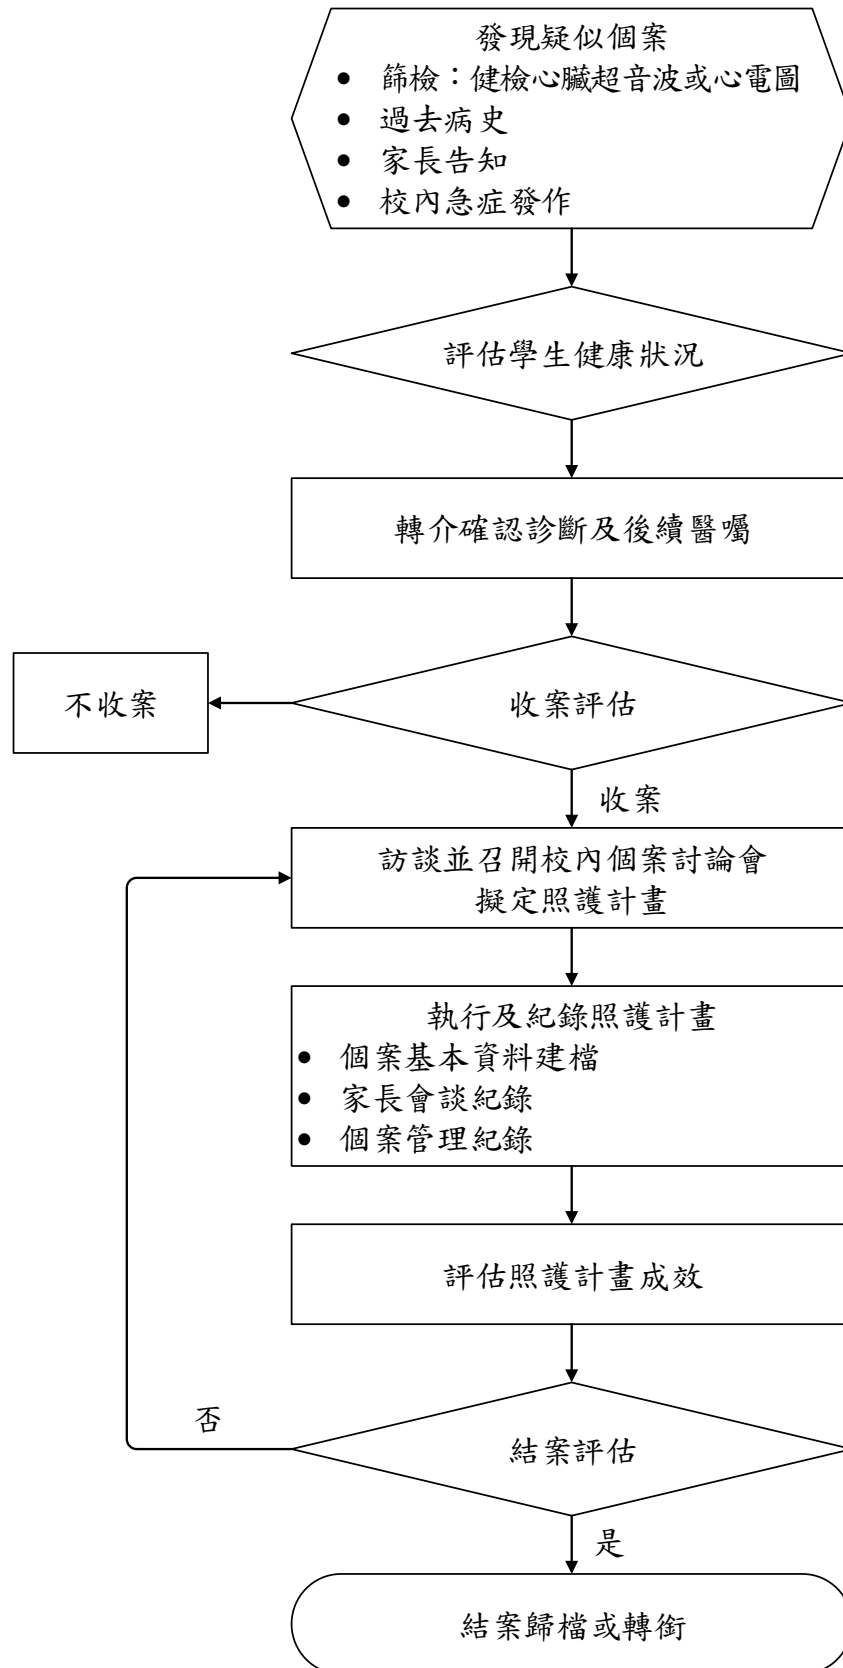 發現疑似個案
● 篩檢：健檢心臟超音波或心電圖
● 過去病史
● 家長告知
● 校內急症發作
評估學生健康狀況
轉介確認診斷及後續醫囑
不收案
收案評估
收案
訪談並召開校內個案討論會
擬定照護計畫
執行及紀錄照護計畫
● 個案基本資料建檔
● 家長會談紀錄
● 個案管理紀錄
評估照護計畫成效
否
結案評估
是
結案歸檔或轉銜